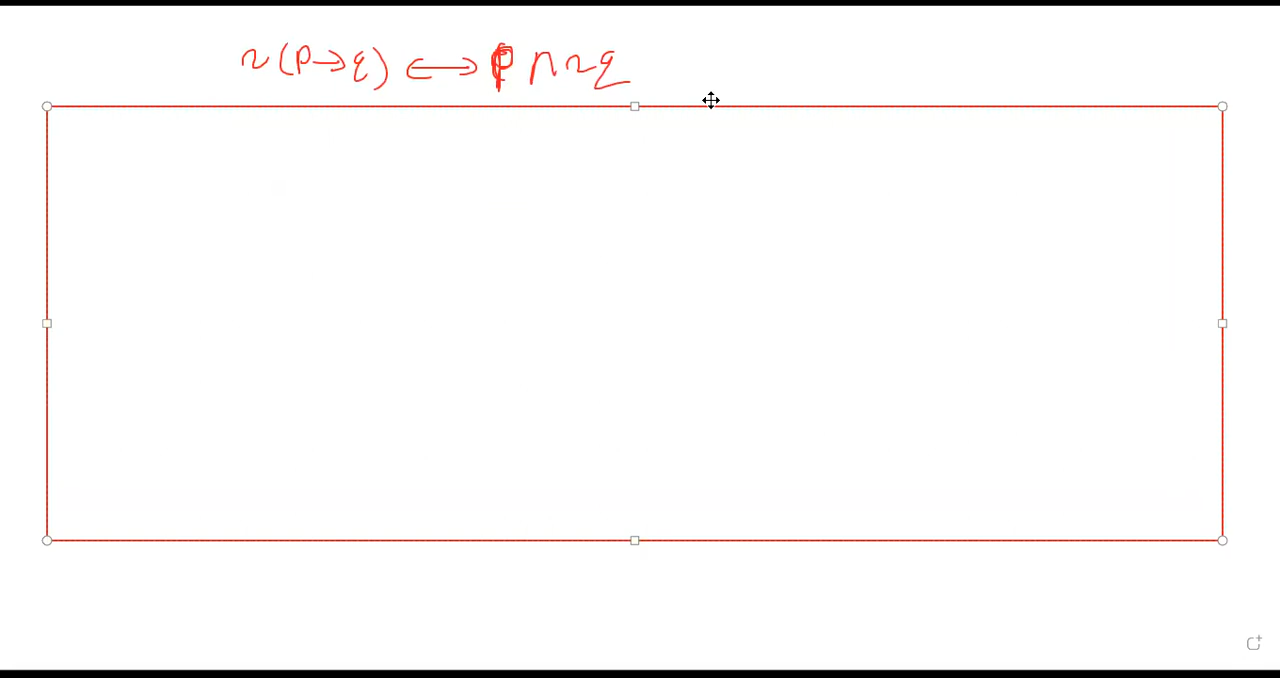 ~(p→q) ⟷ p ∧ ~q